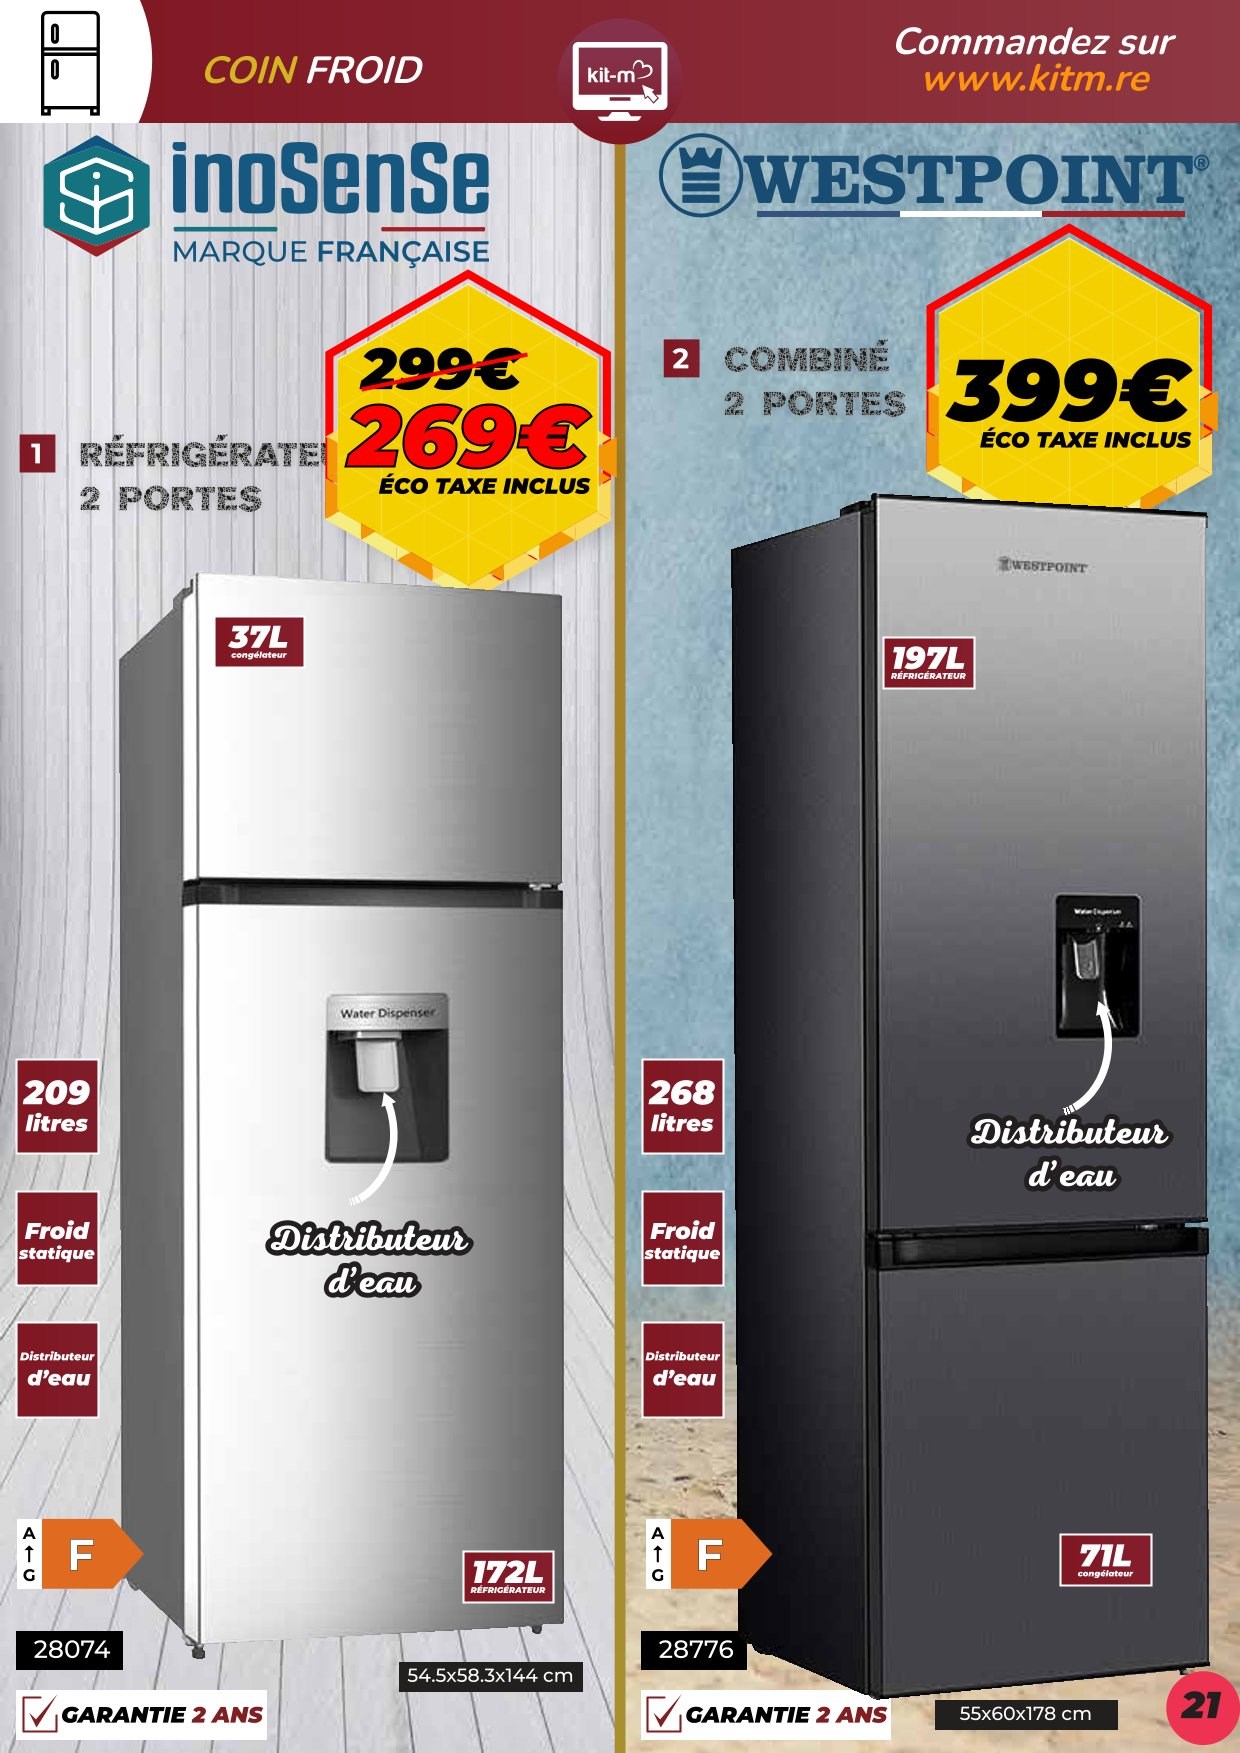 COIN FROID
kit-m
Commandez sur
www.kitm.re
inoSenSe
MARQUE FRANÇAISE
299€
269€
ÉCO TAXE INCLUS
1
2 PORTES
37L
congélateur
Water Dispenser
Distributeur
d'eau
209
litres
Froid
statique
Distributeur
d'eau
A
G
F
172L
RÉFRIGÉRATEUR
28074
54.5x58.3x144 cm
GARANTIE 2 ANS
WESTPOINT®
2 COMBINÉ
2 PORTES
399€
ÉCO TAXE INCLUS
WESTPOINT
197L
RÉFRIGÉRATEUR
Water Dispenser
Distributeur
d'eau
268
litres
Froid
statique
Distributeur
d'eau
A
G
F
71L
congélateur
28776
55x60x178 cm
GARANTIE 2 ANS
21